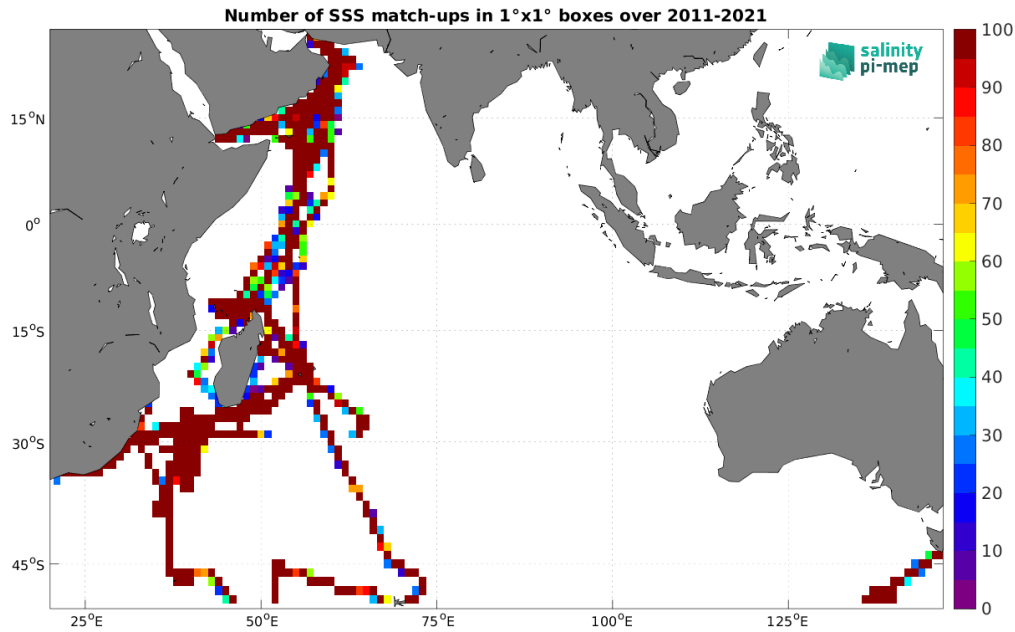 Number of SSS match-ups in 1°x1° boxes over 2011-2021
salinity
pi-mep
100
90
80
70
60
50
40
30
20
10
0
15°N
0°
15°S
30°S
45°S
25°E
50°E
75°E
100°E
125°E